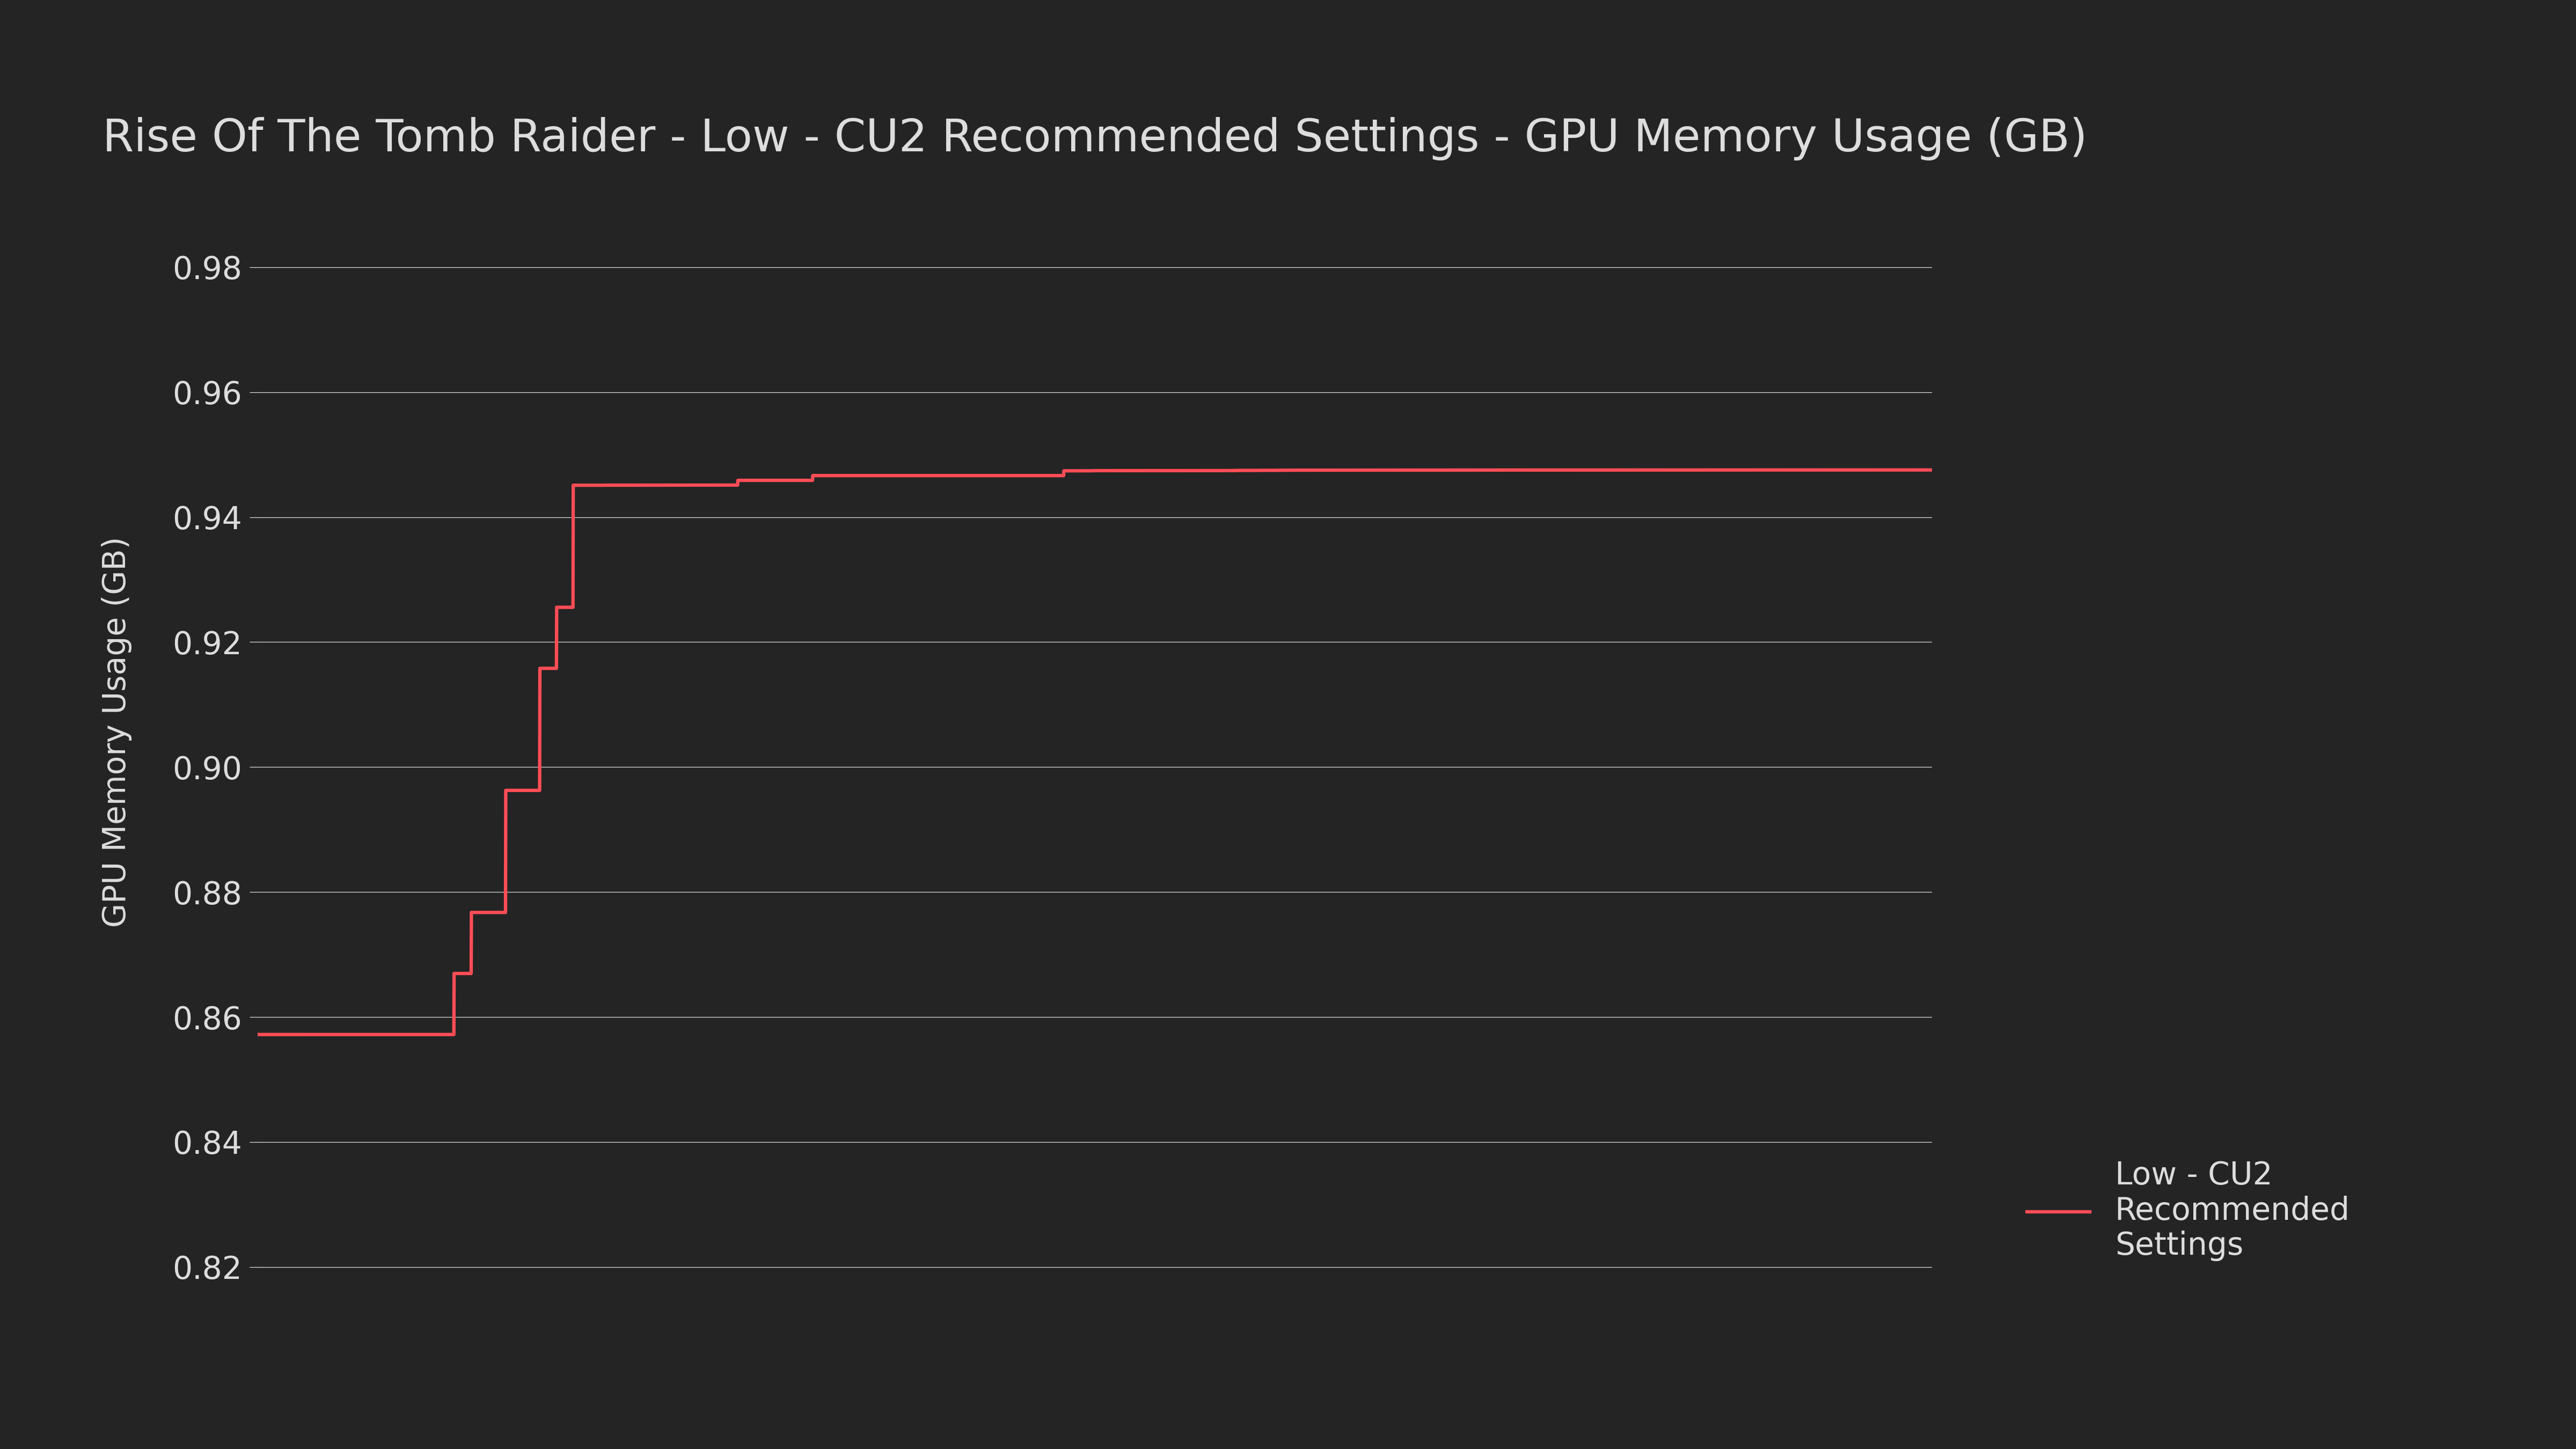 Rise Of The Tomb Raider - Low - CU2 Recommended Settings - GPU Memory Usage (GB)
GPU Memory Usage (GB)
0.98
0.96
0.94
0.92
0.90
0.88
0.86
0.84
0.82
Low - CU2
Recommended
Settings